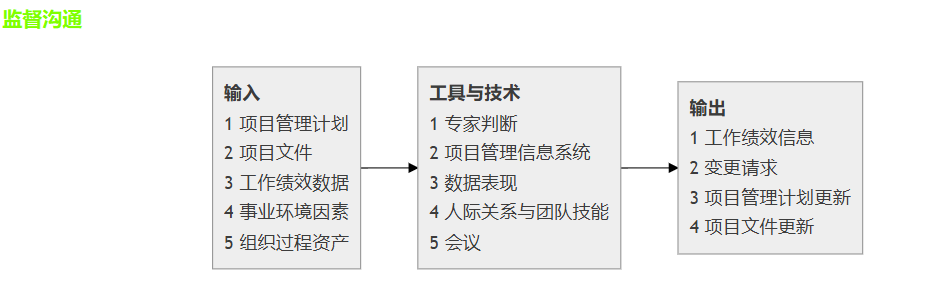 监督沟通
输入
1 项目管理计划
2 项目文件
3 工作绩效数据
4 事业环境因素
5 组织过程资产
工具与技术
1 专家判断
2 项目管理信息系统
3 数据表现
4 人际关系与团队技能
5 会议
输出
1 工作绩效信息
2 变更请求
3 项目管理计划更新
4 项目文件更新